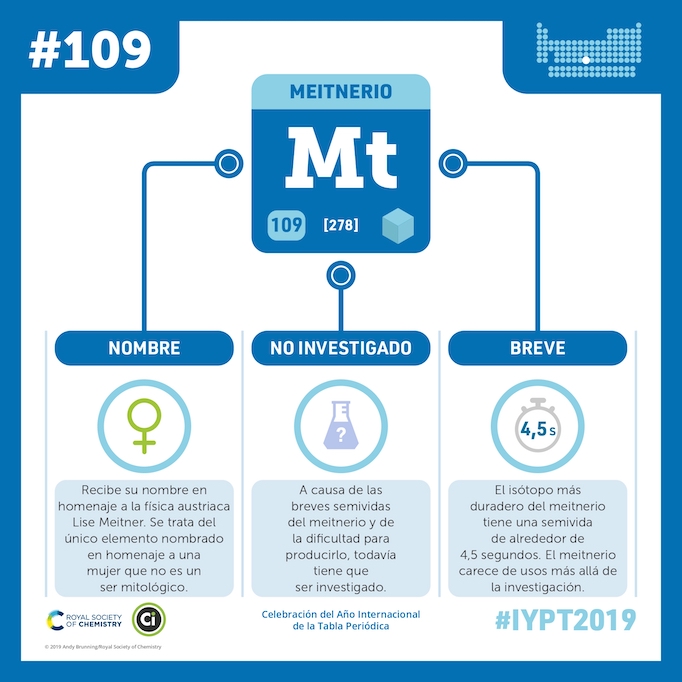 #109
MEITNERIO
Mt
109
[278]
NOMBRE
Recibe su nombre en
homenaje a la física austriaca
Lise Meitner. Se trata del
único elemento nombrado
en homenaje a una
mujer que no es un
ser mitológico.
NO INVESTIGADO
?
A causa de las
breves semividas
del meitnerio y de
la dificultad para
producirlo, todavía
tiene que
ser investigado.
BREVE
4,5 s
El isótopo más
duradero del meitnerio
tiene una semivida
de alrededor de
4,5 segundos. El meitnerio
carece de usos más allá de
la investigación.
ROYAL SOCIETY
OF CHEMISTRY
Ci
Celebración del Año Internacional
de la Tabla Periódica
#IYPT2019
© 2019 Andy Brunning/Royal Society of Chemistry